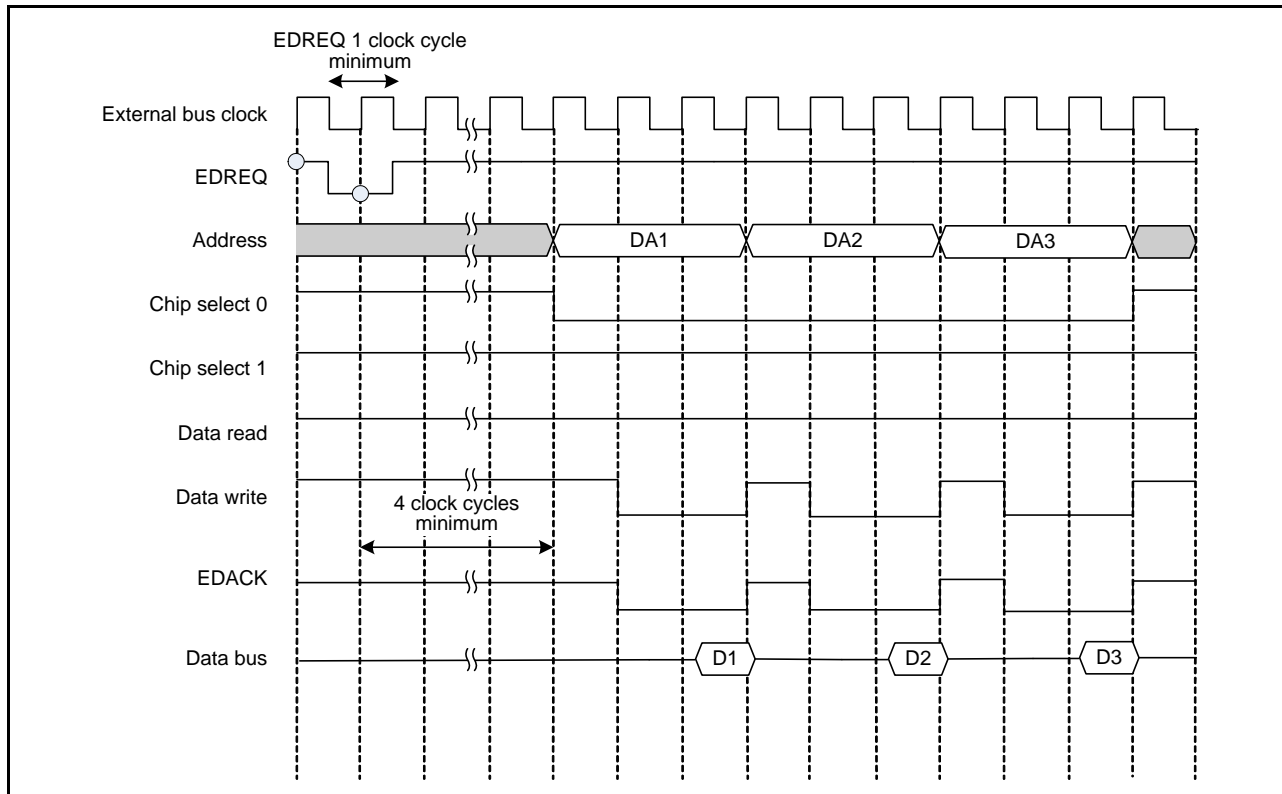 EDREQ 1 clock cycle
minimum
External bus clock
EDREQ
Address
DA1
DA2
DA3
Chip select 0
Chip select 1
Data read
Data write
4 clock cycles
minimum
EDACK
Data bus
D1
D2
D3